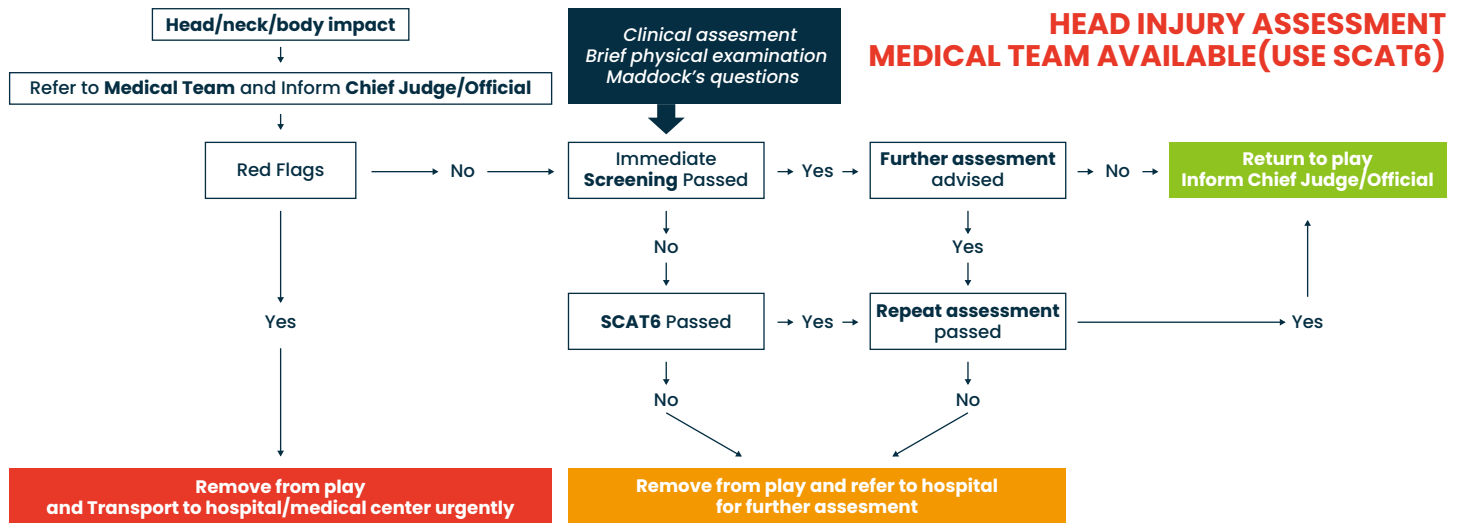 HEAD INJURY ASSESSMENT
MEDICAL TEAM AVAILABLE(USE SCAT6)
Head/neck/body impact
Refer to Medical Team and Inform Chief Judge/Official
Clinical assesment
Brief physical examination
Maddock's questions
Red Flags
No
Immediate
Screening Passed
Yes
Further assesment
advised
No
Return to play
Inform Chief Judge/Official
No
Yes
Yes
SCAT6 Passed
Yes
Repeat assessment
passed
Yes
No
No
Remove from play
and Transport to hospital/medical center urgently
Remove from play and refer to hospital
for further assesment